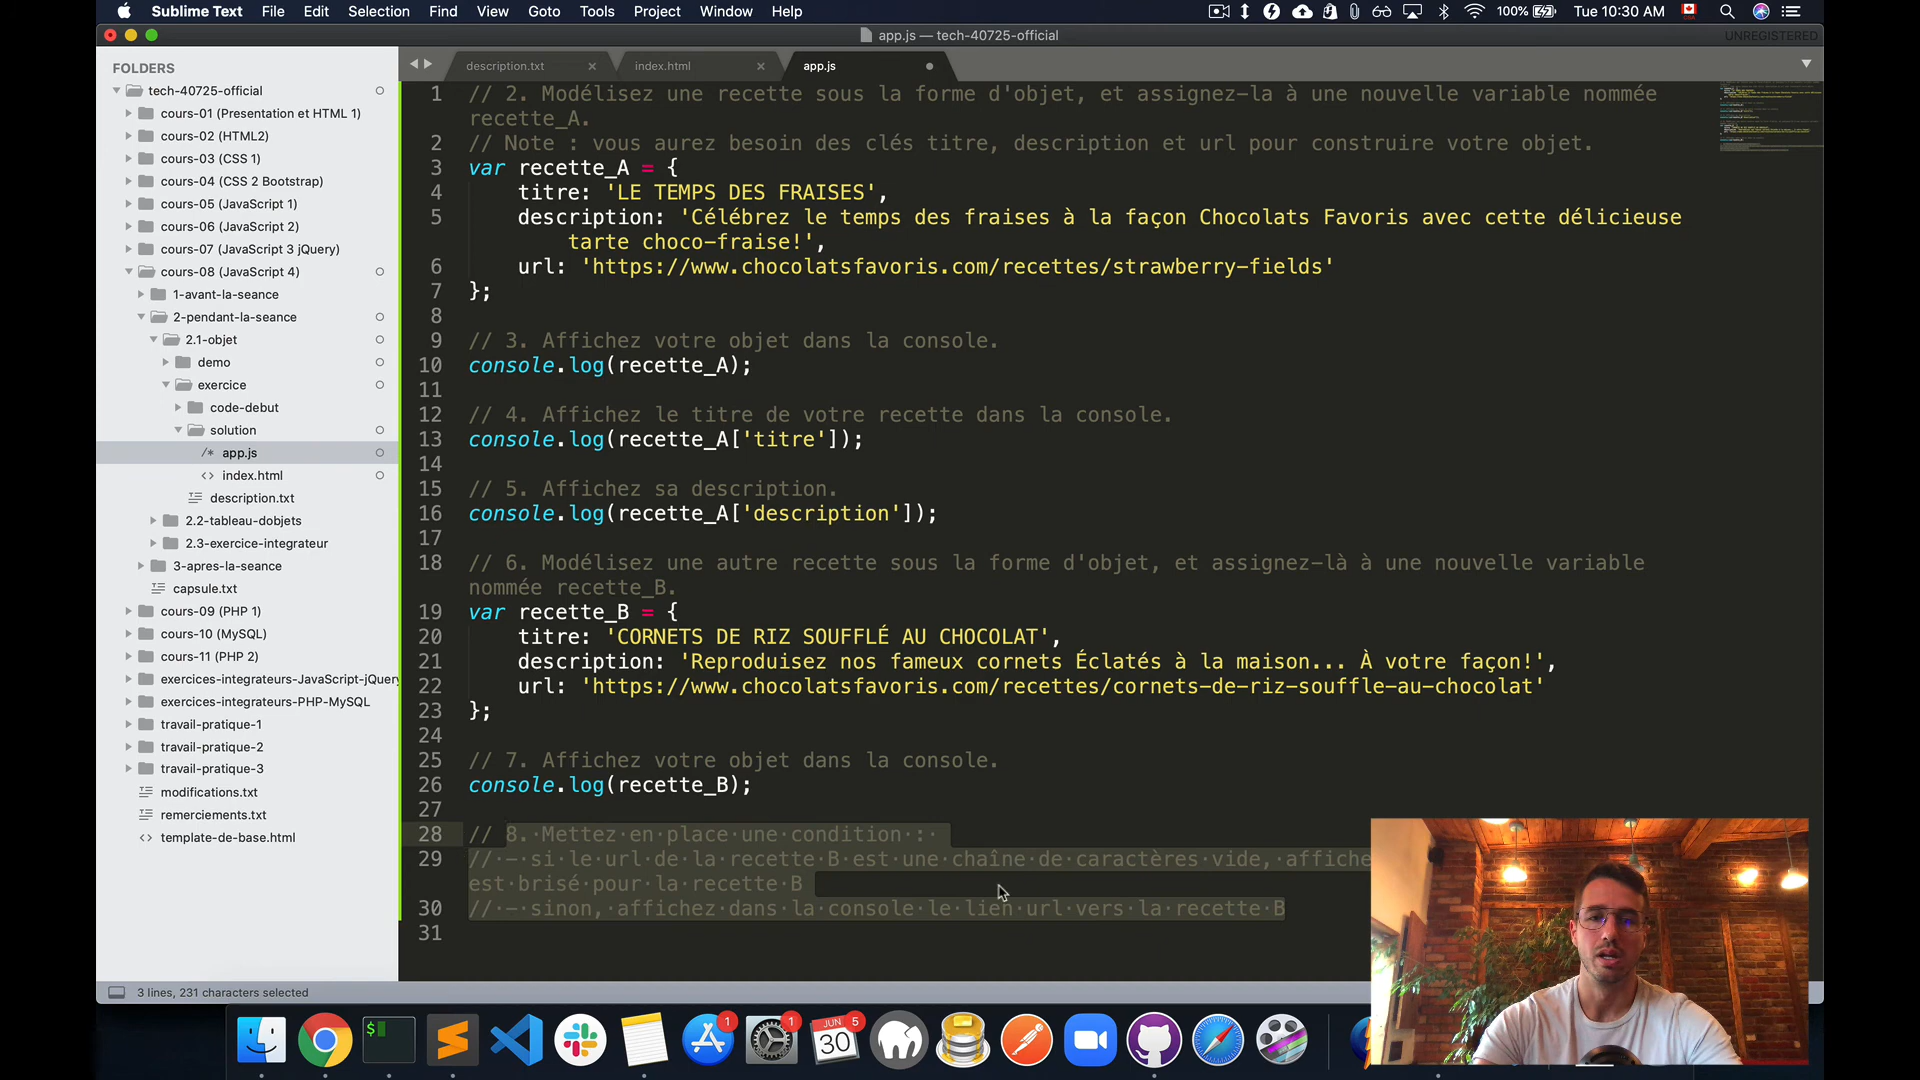 Sublime Text File Edit Selection Find View Goto Tools Project Window Help 100% Tue 10:30 AM
app.js — tech-40725-official
UNREGISTERED
FOLDERS
tech-40725-official
cours-01 (Presentation et HTML 1)
cours-02 (HTML2)
cours-03 (CSS 1)
cours-04 (CSS 2 Bootstrap)
cours-05 (JavaScript 1)
cours-06 (JavaScript 2)
cours-07 (JavaScript 3 jQuery)
cours-08 (JavaScript 4)
1-avant-la-seance
2-pendant-la-seance
2.1-objet
demo
exercice
code-debut
solution
/* app.js
<> index.html
description.txt
2.2-tableau-dobjets
2.3-exercice-integrateur
3-apres-la-seance
capsule.txt
cours-09 (PHP 1)
cours-10 (MySQL)
cours-11 (PHP 2)
exercices-integrateurs-JavaScript-jQuery
exercices-integrateurs-PHP-MySQL
travail-pratique-1
travail-pratique-2
travail-pratique-3
modifications.txt
remerciements.txt
<> template-de-base.html
description.txt × index.html × app.js
1 // 2. Modélisez une recette sous la forme d'objet, et assignez-la à une nouvelle variable nommée
recette_A.
2 // Note : vous aurez besoin des clés titre, description et url pour construire votre objet.
3 var recette_A = {
4 titre: 'LE TEMPS DES FRAISES',
5 description: 'Célébrez le temps des fraises à la façon Chocolats Favoris avec cette délicieuse
tarte choco-fraise!',
6 url: 'https://www.chocolatsfavoris.com/recettes/strawberry-fields'
7 };
8
9 // 3. Affichez votre objet dans la console.
10 console.log(recette_A);
11
12 // 4. Affichez le titre de votre recette dans la console.
13 console.log(recette_A['titre']);
14
15 // 5. Affichez sa description.
16 console.log(recette_A['description']);
17
18 // 6. Modélisez une autre recette sous la forme d'objet, et assignez-là à une nouvelle variable
nommée recette_B.
19 var recette_B = {
20 titre: 'CORNETS DE RIZ SOUFFLÉ AU CHOCOLAT',
21 description: 'Reproduisez nos fameux cornets Éclatés à la maison... À votre façon!',
22 url: 'https://www.chocolatsfavoris.com/recettes/cornets-de-riz-souffle-au-chocolat'
23 };
24
25 // 7. Affichez votre objet dans la console.
26 console.log(recette_B);
27
28 // 8. Mettez en place une condition :
29 // - si le url de la recette B est une chaîne de caractères vide, affiche
est brisé pour la recette B
30 // - sinon, affichez dans la console le lien url vers la recette B
31
3 lines, 231 characters selected
$
1
1
JUN 5
30